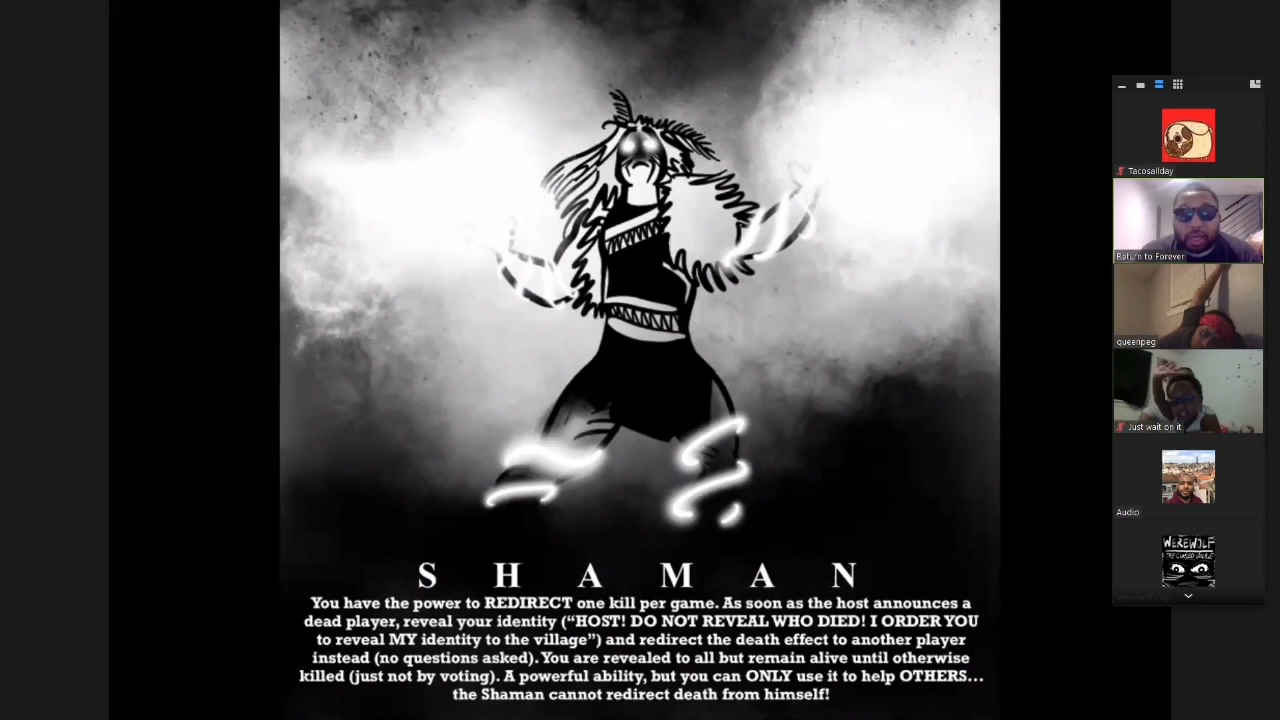 S H A M A N
You have the power to REDIRECT one kill per game. As soon as the host announces a
dead player, reveal your identity (“HOST! DO NOT REVEAL WHO DIED! I ORDER YOU
to reveal MY identity to the village”) and redirect the death effect to another player
instead (no questions asked). You are revealed to all but remain alive until otherwise
killed (just not by voting). A powerful ability, but you can ONLY use it to help OTHERS...
the Shaman cannot redirect death from himself!
Tacosallday
Return to Forever
queenpeg
Just wait on it
Audio
WEREWOLF